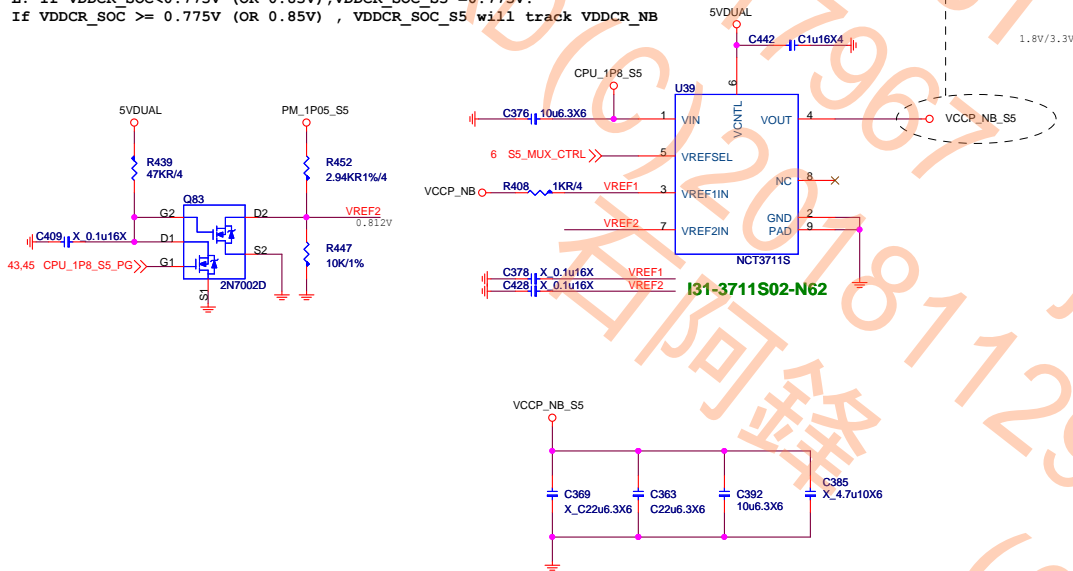 If VDDCR_SOC >= 0.775V (OR 0.85V) , VDDCR_SOC_S5 will track VDDCR_NB
5VDUAL
C442 C1u16X4
1.8V/3.3V
CPU_1P8_S5
U39
C376 10u6.3X6
1 VIN
6
VCNTL
VOUT 4
VCCP_NB_S5
6 S5_MUX_CTRL
5 VREFSEL
VCCP_NB
R408 1KR/4
VREF1
3 VREF1IN
NC 8
VREF2
7 VREF2IN
GND 2
PAD 9
NCT3711S
C378 X_0.1u16X VREF1
C428 X_0.1u16X VREF2
I31-3711S02-N62
5VDUAL
PM_1P05_S5
R439
47KR/4
R452
2.94KR1%/4
Q83
G2
D2
VREF2
0.812V
C409 X_0.1u16X
D1
S2
43,45 CPU_1P8_S5_PG
G1
R447
10K/1%
S1
2N7002D
VCCP_NB_S5
C369
X_C22u6.3X6
C363
C22u6.3X6
C392
10u6.3X6
C385
X_4.7u10X6
石阿鋒